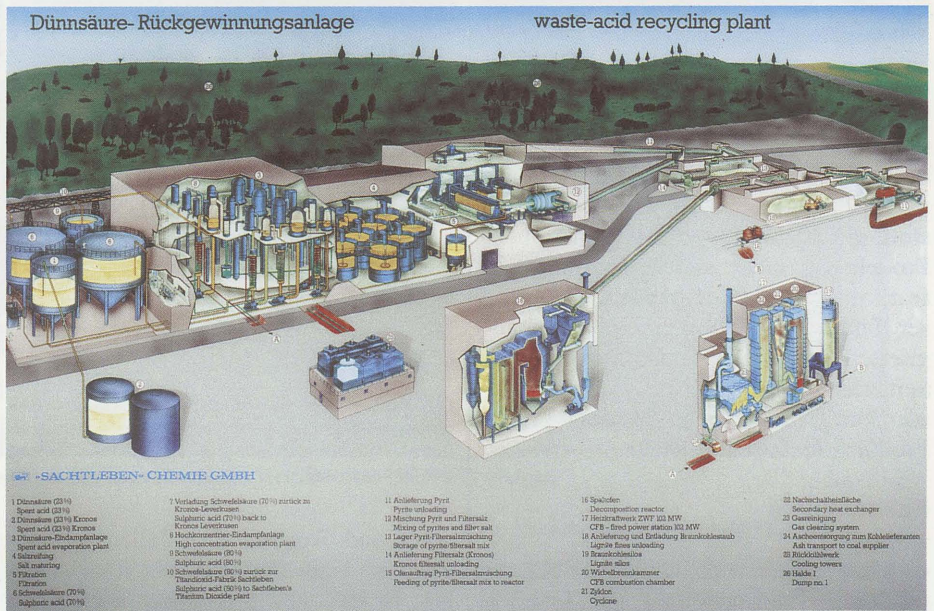 Dünnsäure- Rückgewinnungsanlage
waste-acid recycling plant
»SACHTLEBEN« CHEMIE GMBH
1 Dünnsäure (23%)
Spent acid (23%)
2 Dünnsäure (23%) Kronos
Spent acid (23%) Kronos
3 Dünnsäure-Eindampfanlage
Spent acid evaporation plant
4 Salzreifung
Salt maturing
5 Filtration
Filtration
6 Schwefelsäure (70%)
Sulphuric acid (70%)
7 Verladung Schwefelsäure (70%) zurück zu
Kronos-Leverkusen
Sulphuric acid (70%) back to
Kronos Leverkusen
8 Hochkonzentrier-Eindampfanlage
High concentration evaporation plant
9 Schwefelsäure (80%)
Sulphuric acid (80%)
10 Schwefelsäure (80%) zurück zur
Titandioxid-Fabrik Sachtleben
Sulphuric acid (80%) to Sachtleben's
Titanium Dioxide plant
11 Anlieferung Pyrit
Pyrite unloading
12 Mischung Pyrit und Filtersalz
Mixing of pyrites and filter salt
13 Lager Pyrit-Filtersalzmischung
Storage of pyrite/filtersalt mix
14 Anlieferung Filtersalz (Kronos)
Kronos filtersalt unloading
15 Ofenauftrag Pyrit-Filtersalzmischung
Feeding of pyrite/filtersalt mix to reactor
16 Spaltofen
Decomposition reactor
17 Heizkraftwerk ZWF 102 MW
CFB - fired power station 102 MW
18 Anlieferung und Entladung Braunkohlestaub
Lignite fines unloading
19 Braunkohlesilos
Lignite silos
20 Wirbelbrennkammer
CFB combustion chamber
21 Zyklon
Cyclone
22 Nachschaltheizfläche
Secondary heat exchanger
23 Gasreinigung
Gas cleaning system
24 Ascheentsorgung zum Kohlelieferanten
Ash transport to coal supplier
25 Rückkühlwerk
Cooling towers
26 Halde 1
Dump no. 1